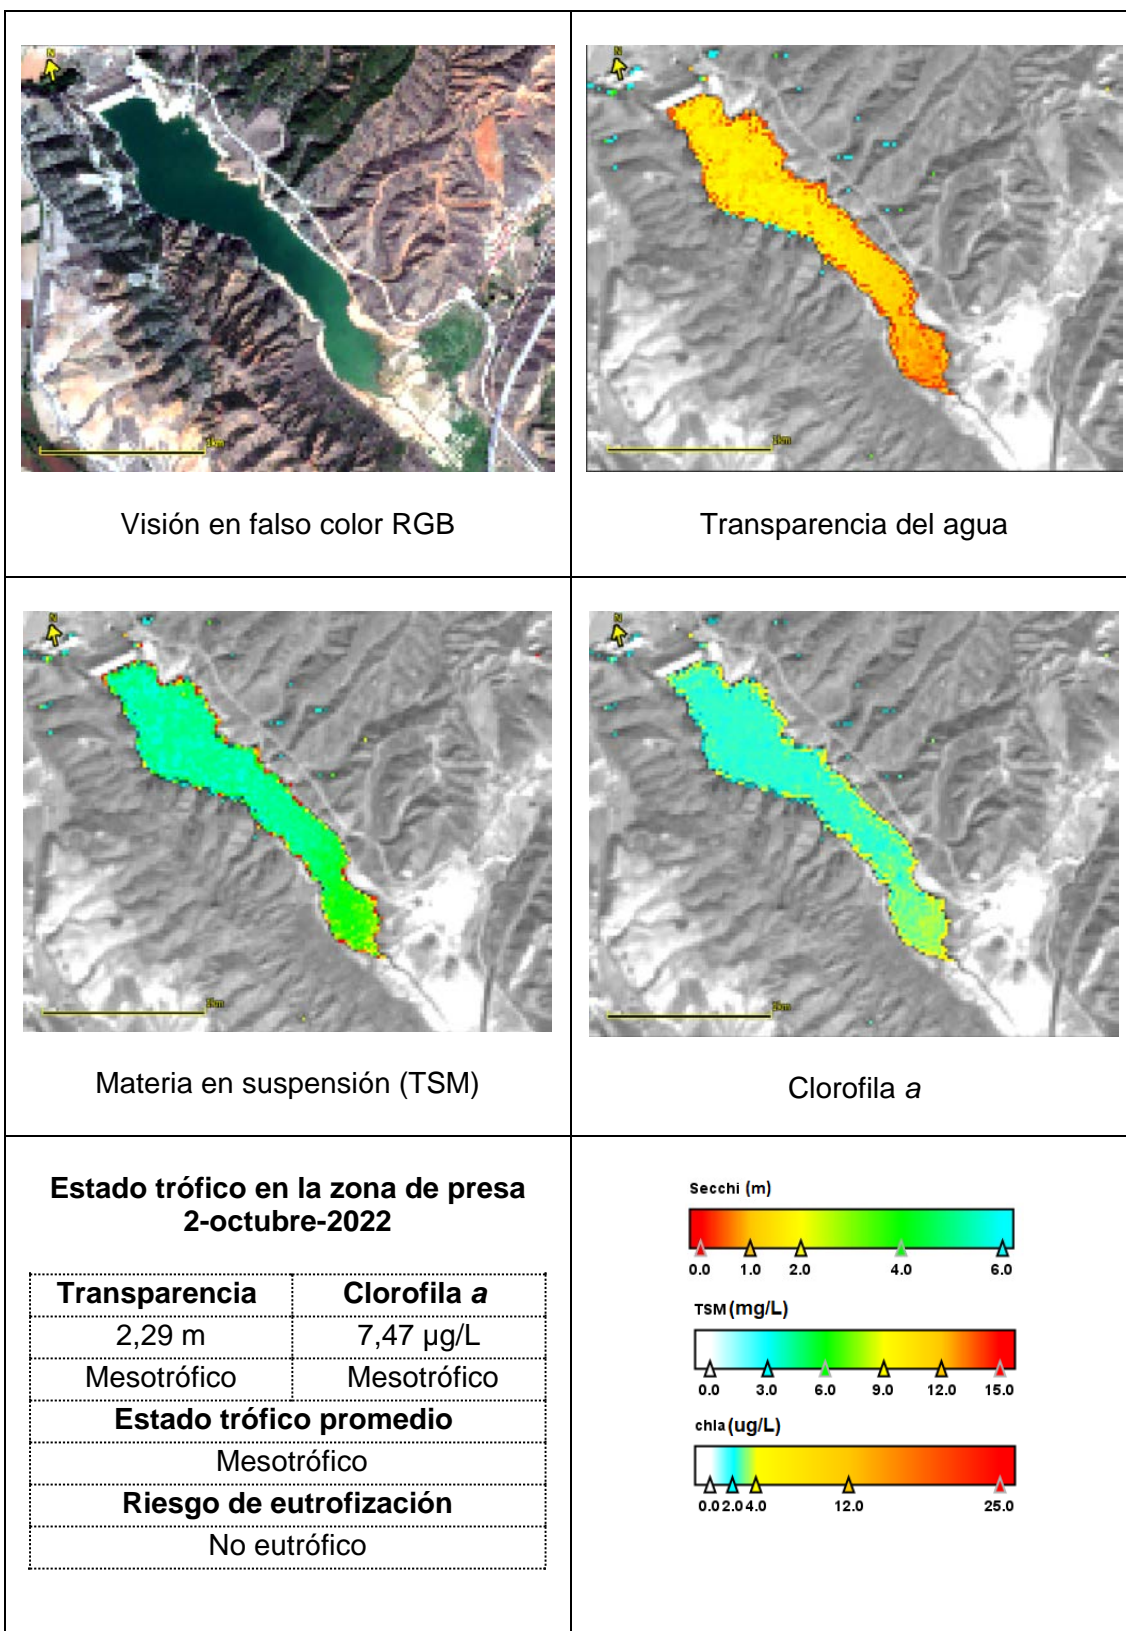 N
1km
Visión en falso color RGB
N
2km
Transparencia del agua
N
2km
Materia en suspensión (TSM)
N
2km
Clorofila a
Estado trófico en la zona de presa
2-octubre-2022
Transparencia Clorofila a
2,29 m 7,47 µg/L
Mesotrófico Mesotrófico
Estado trófico promedio
Mesotrófico
Riesgo de eutrofización
No eutrófico
Secchi (m)
0.0 1.0 2.0 4.0 6.0
TSM (mg/L)
0.0 3.0 6.0 9.0 12.0 15.0
chla (ug/L)
0.0 2.0 4.0 12.0 25.0